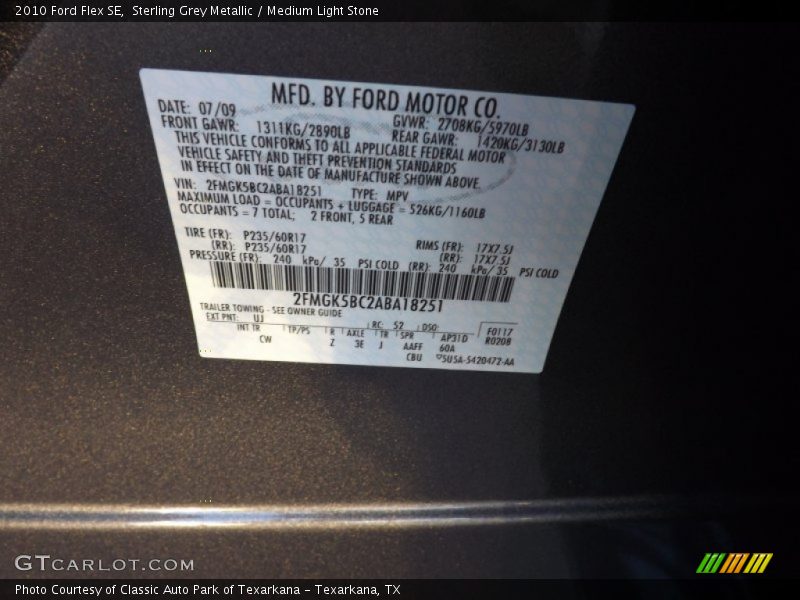 2010 Ford Flex SE, Sterling Grey Metallic / Medium Light Stone
MFD. BY FORD MOTOR CO.
DATE: 07/09 GVWR: 2708KG/5970LB
FRONT GAWR: 1311KG/2890LB REAR GAWR: 1420KG/3130LB
THIS VEHICLE CONFORMS TO ALL APPLICABLE FEDERAL MOTOR
VEHICLE SAFETY AND THEFT PREVENTION STANDARDS
IN EFFECT ON THE DATE OF MANUFACTURE SHOWN ABOVE.
VIN: 2FMGK5BC2ABA18251 TYPE: MPV
MAXIMUM LOAD = OCCUPANTS + LUGGAGE = 526KG/1160LB
OCCUPANTS = 7 TOTAL; 2 FRONT, 5 REAR
TIRE (FR): P235/60R17 RIMS (FR): 17X7.5J
(RR): P235/60R17 (RR): 17X7.5J
PRESSURE (FR): 240 kPa/ 35 PSI COLD (RR): 240 kPa/ 35 PSI COLD
2FMGK5BC2ABA18251
TRAILER TOWING - SEE OWNER GUIDE
EXT PNT: UJ RC: 52 DSO: F0117
INT TR TP/PS R AXLE TR SPR AP31D R0208
CW Z 3E J AAFF 60A
CBU 5U5A-5420472-AA
GTCARLOT.COM
Photo Courtesy of Classic Auto Park of Texarkana - Texarkana, TX